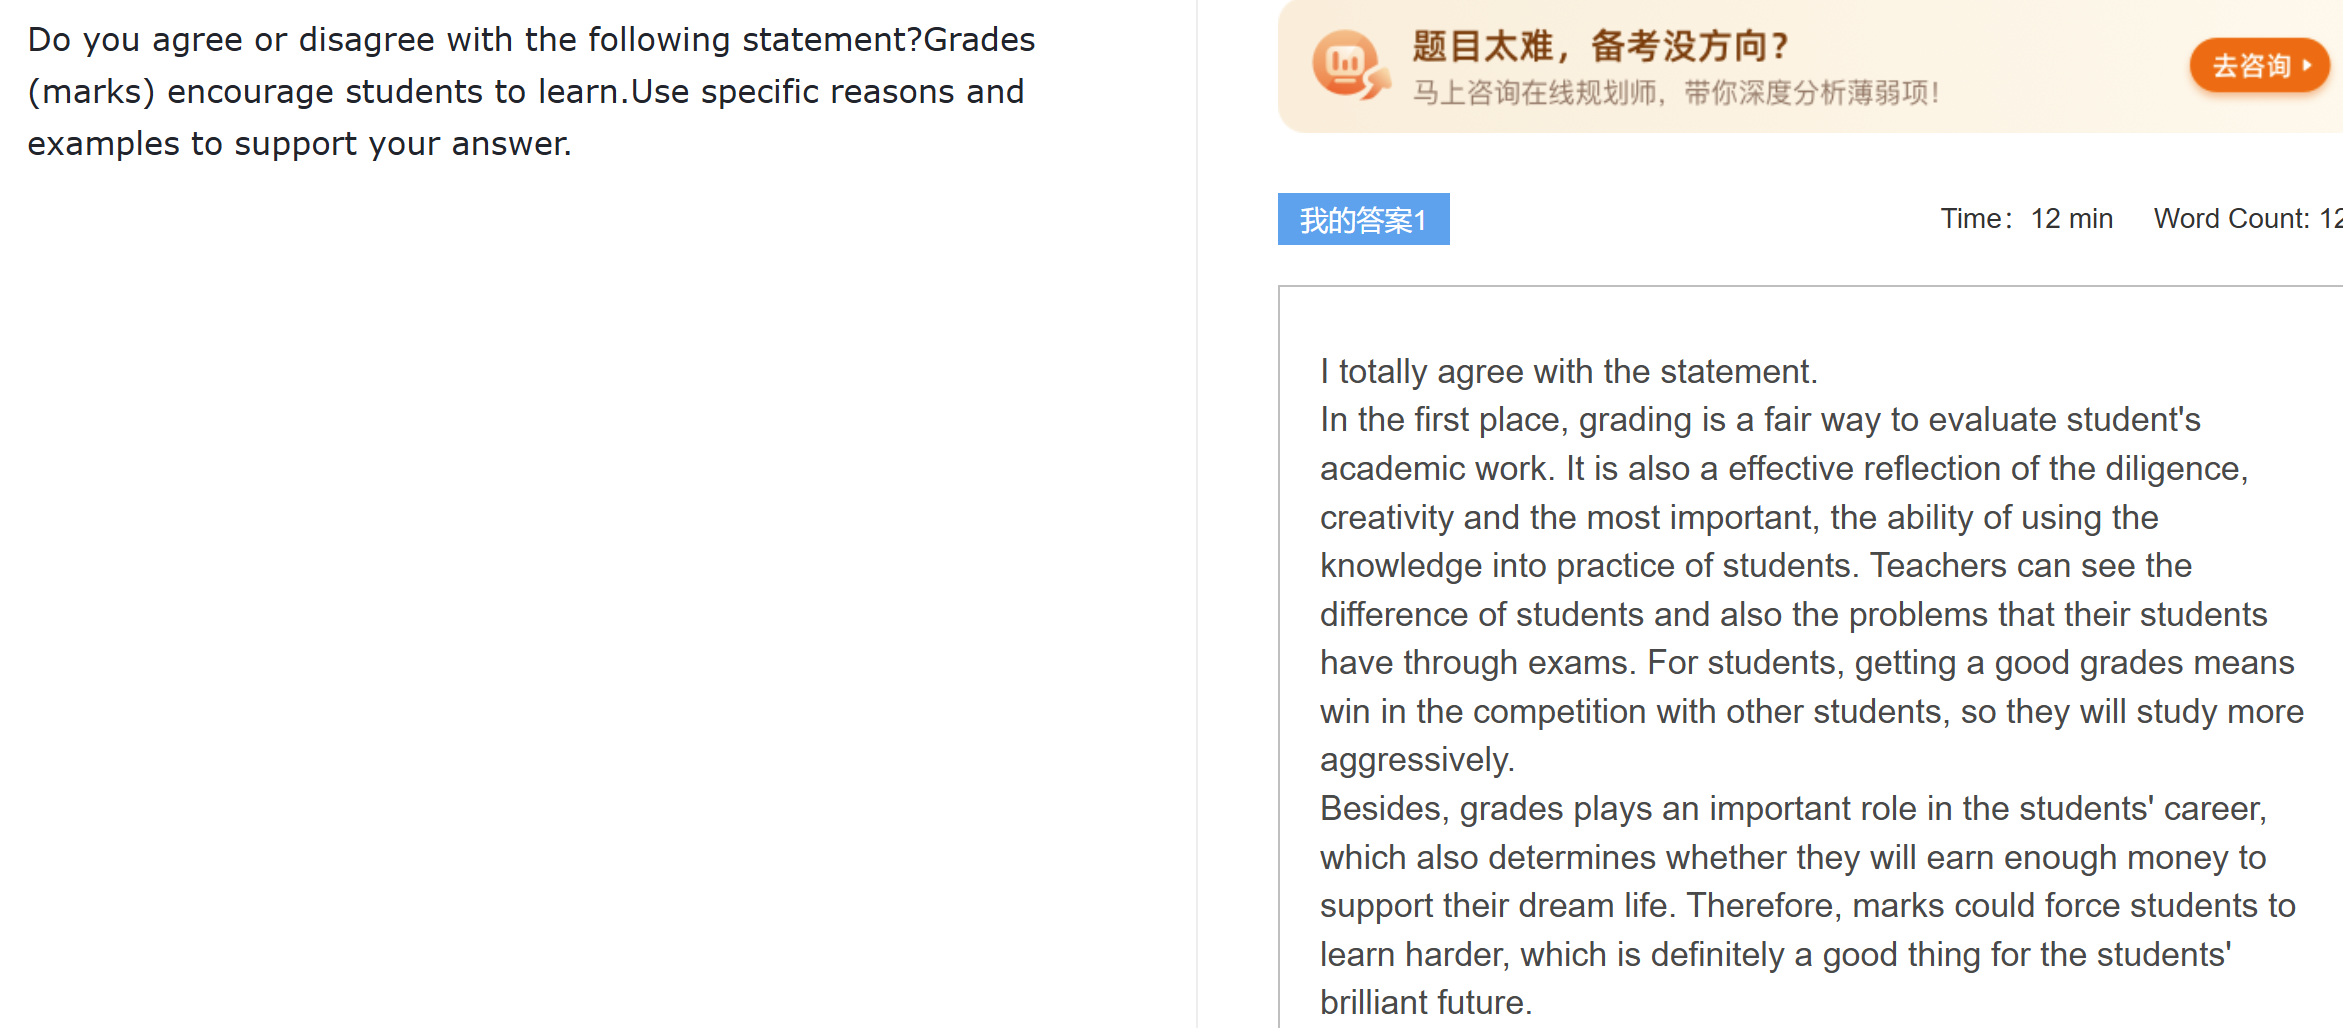 Do you agree or disagree with the following statement?Grades
(marks) encourage students to learn.Use specific reasons and
examples to support your answer.
题目太难，备考没方向？
马上咨询在线规划师，带你深度分析薄弱项！
去咨询
我的答案1
Time：12 min Word Count: 12
I totally agree with the statement.
In the first place, grading is a fair way to evaluate student's
academic work. It is also a effective reflection of the diligence,
creativity and the most important, the ability of using the
knowledge into practice of students. Teachers can see the
difference of students and also the problems that their students
have through exams. For students, getting a good grades means
win in the competition with other students, so they will study more
aggressively.
Besides, grades plays an important role in the students' career,
which also determines whether they will earn enough money to
support their dream life. Therefore, marks could force students to
learn harder, which is definitely a good thing for the students'
brilliant future.